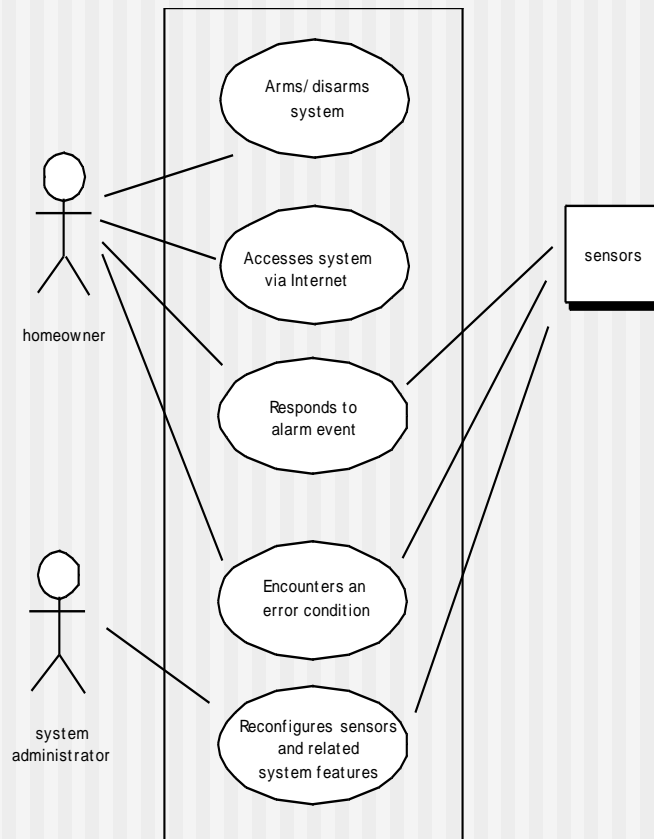 Arms/ disarms
system
Accesses system
via Internet
sensors
homeowner
Responds to
alarm event
Encounters an
error condition
system
administrator
Reconfigures sensors
and related
system features